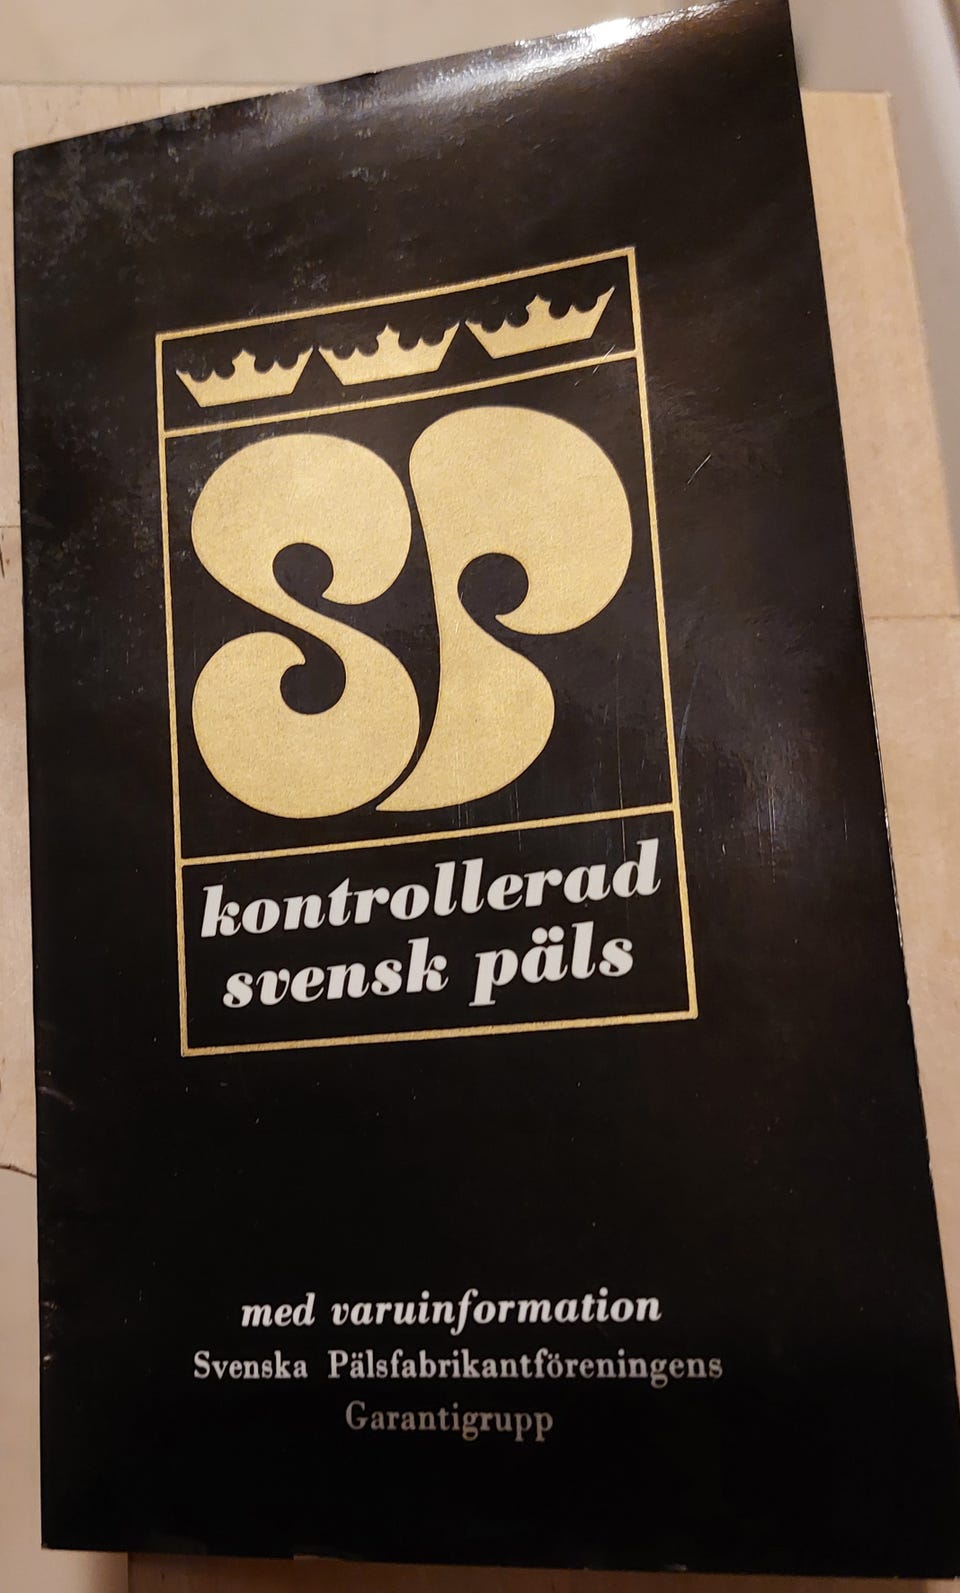 SP
kontrollerad
svensk päls
med varuinformation
Svenska Pälsfabrikantföreningens
Garantigrupp